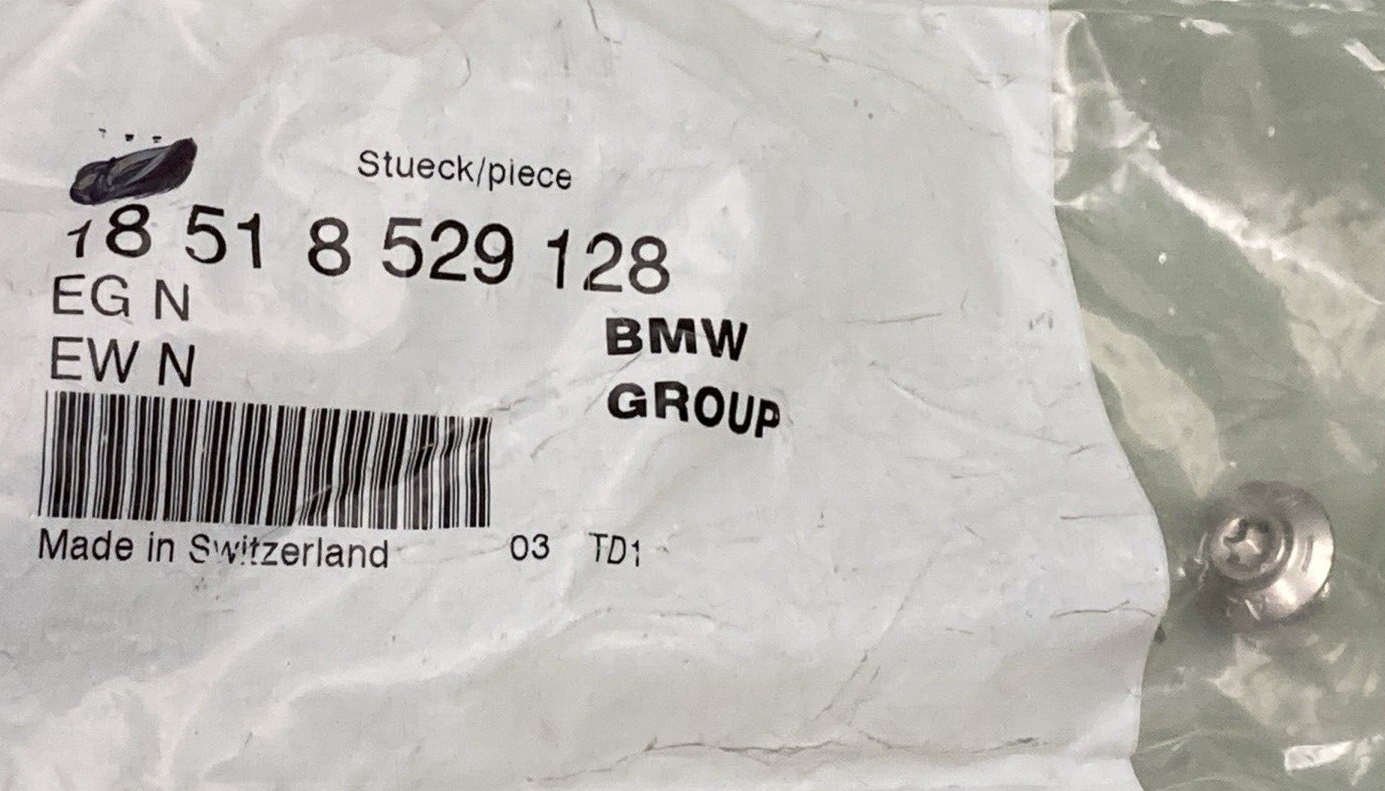 Stueck/piece
18 51 8 529 128
EG N
EW N
BMW
GROUP
Made in Switzerland 03 TD1